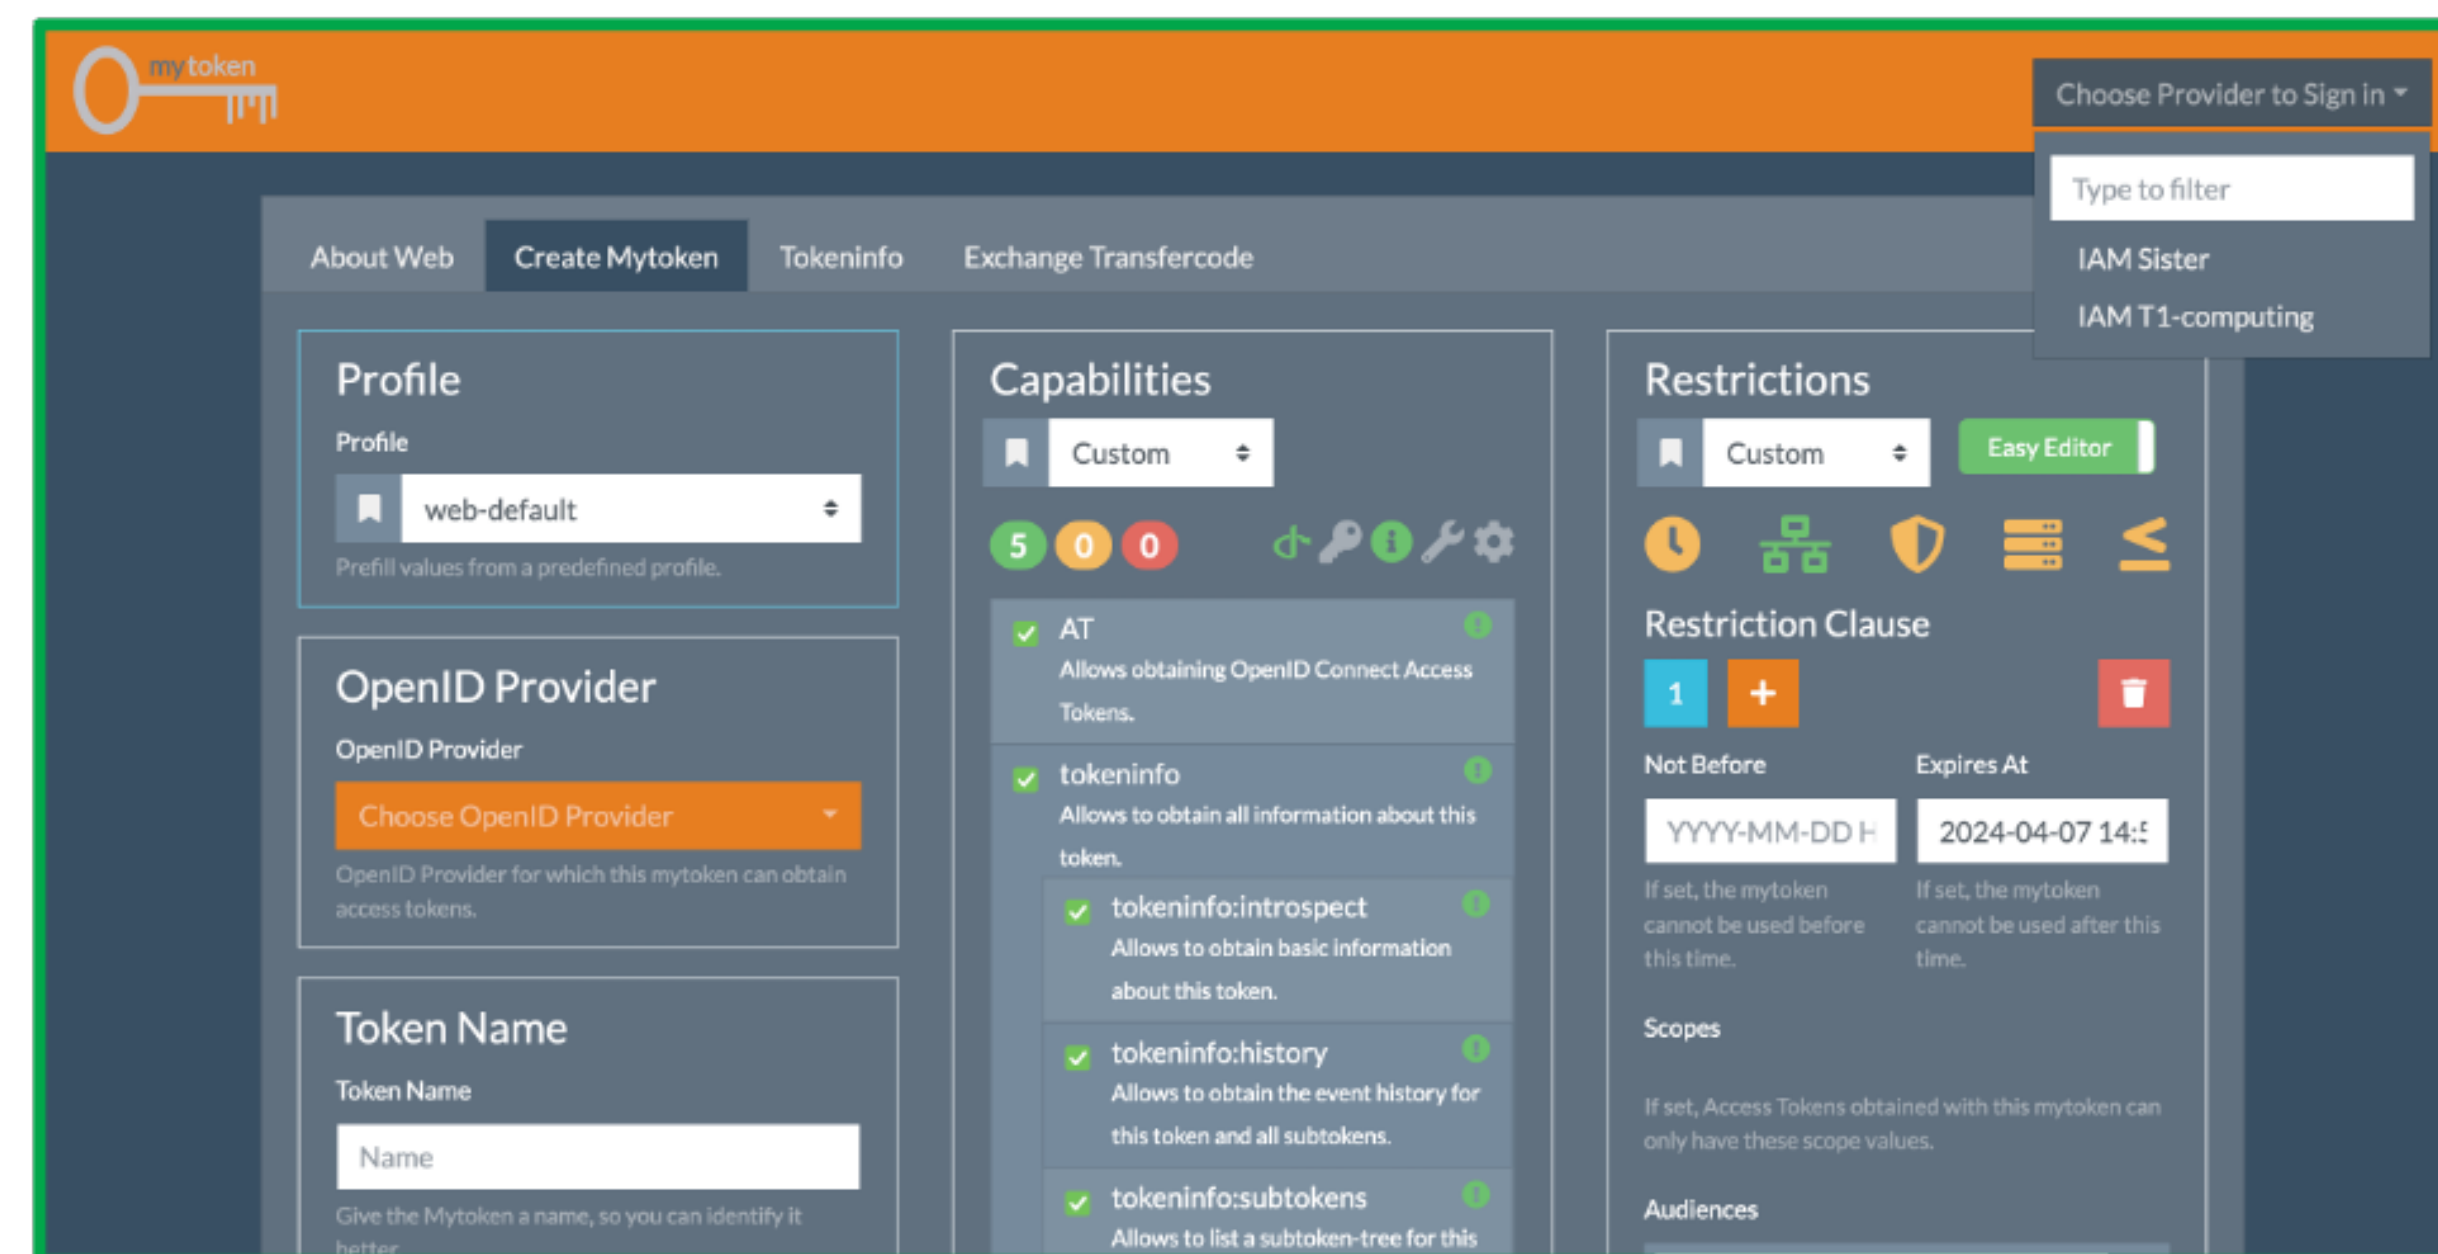 mytoken
Choose Provider to Sign in
Type to filter
IAM Sister
IAM T1-computing
About Web
Create Mytoken
Tokeninfo
Exchange Transfercode
Profile
Profile
web-default
Prefill values from a predefined profile.
OpenID Provider
OpenID Provider
Choose OpenID Provider
OpenID Provider for which this mytoken can obtain
access tokens.
Token Name
Token Name
Name
Give the Mytoken a name, so you can identify it
better.
Capabilities
Custom
5
0
0
AT
Allows obtaining OpenID Connect Access
Tokens.
tokeninfo
Allows to obtain all information about this
token.
tokeninfo:introspect
Allows to obtain basic information
about this token.
tokeninfo:history
Allows to obtain the event history for
this token and all subtokens.
tokeninfo:subtokens
Allows to list a subtoken-tree for this
Restrictions
Custom
Easy Editor
Restriction Clause
1
+
Not Before
Expires At
YYYY-MM-DD H
2024-04-07 14:5
If set, the mytoken
cannot be used before
this time.
If set, the mytoken
cannot be used after this
time.
Scopes
If set, Access Tokens obtained with this mytoken can
only have these scope values.
Audiences